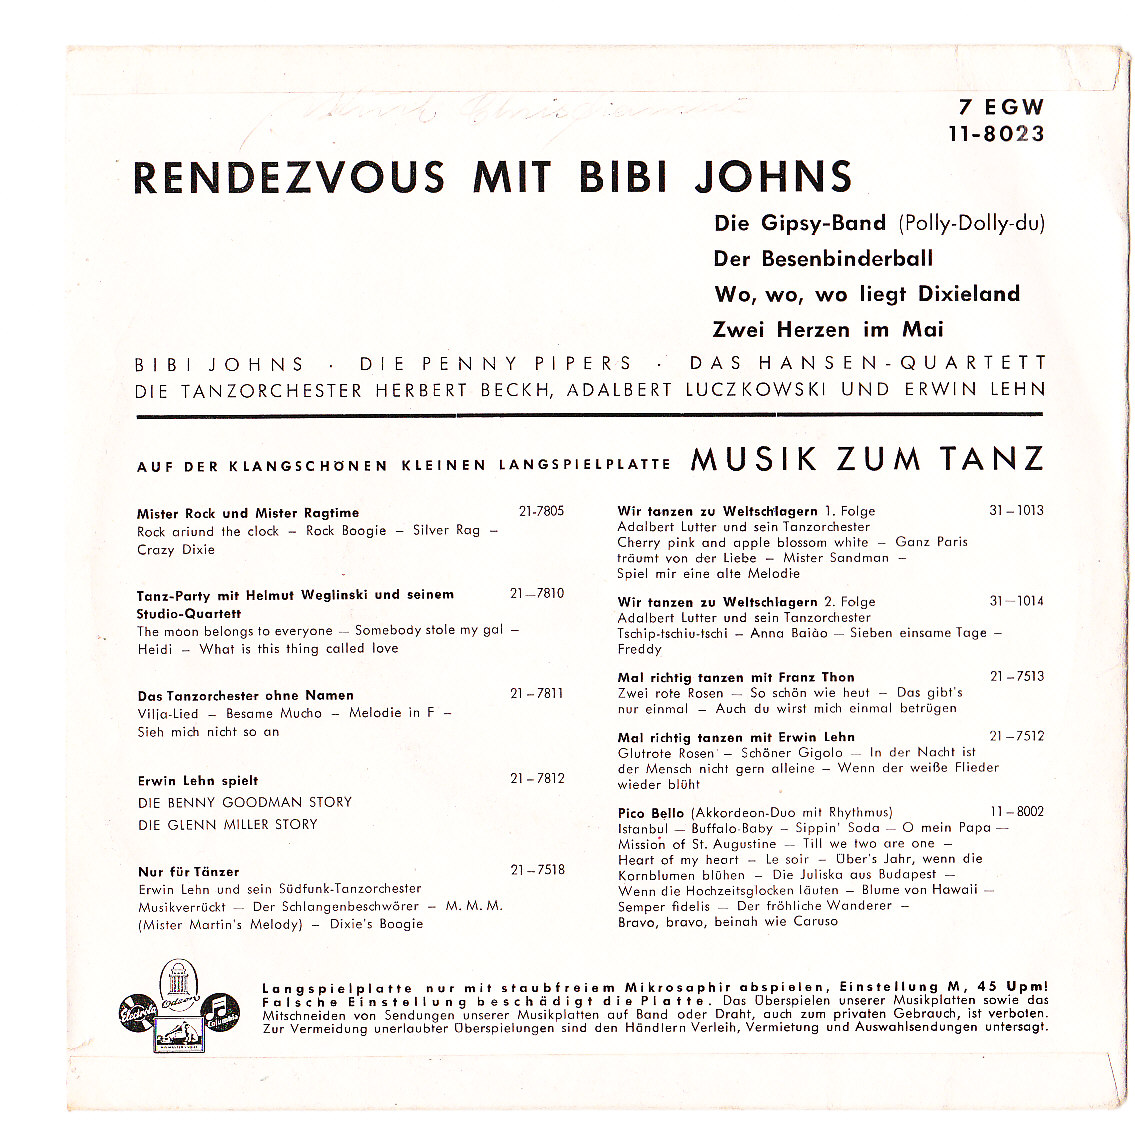 7 EGW
11-8023
RENDEZVOUS MIT BIBI JOHNS
Die Gipsy-Band (Polly-Dolly-du)
Der Besenbinderball
Wo, wo, wo liegt Dixieland
Zwei Herzen im Mai
BIBI JOHNS · DIE PENNY PIPERS · DAS HANSEN-QUARTETT
DIE TANZORCHESTER HERBERT BECKH, ADALBERT LUCZKOWSKI UND ERWIN LEHN
AUF DER KLANGSCHÖNEN KLEINEN LANGSPIELPLATTE MUSIK ZUM TANZ
Mister Rock und Mister Ragtime 21-7805
Rock ariund the clock – Rock Boogie – Silver Rag –
Crazy Dixie
Tanz-Party mit Helmut Weglinski und seinem 21–7810
Studio-Quartett
The moon belongs to everyone – Somebody stole my gal –
Heidi – What is this thing called love
Das Tanzorchester ohne Namen 21–7811
Vilja-Lied – Besame Mucho – Melodie in F –
Sieh mich nicht so an
Erwin Lehn spielt 21–7812
DIE BENNY GOODMAN STORY
DIE GLENN MILLER STORY
Nur für Tänzer 21–7518
Erwin Lehn und sein Südfunk-Tanzorchester
Musikverrückt – Der Schlangenbeschwörer – M. M. M.
(Mister Martin's Melody) – Dixie's Boogie
Wir tanzen zu Weltschlagern 1. Folge 31–1013
Adalbert Lutter und sein Tanzorchester
Cherry pink and apple blossom white – Ganz Paris
träumt von der Liebe – Mister Sandman –
Spiel mir eine alte Melodie
Wir tanzen zu Weltschlagern 2. Folge 31–1014
Adalbert Lutter und sein Tanzorchester
Tschip-tschiu-tschi – Anna Baiào – Sieben einsame Tage –
Freddy
Mal richtig tanzen mit Franz Thon 21–7513
Zwei rote Rosen – So schön wie heut – Das gibt's
nur einmal – Auch du wirst mich einmal betrügen
Mal richtig tanzen mit Erwin Lehn 21–7512
Glutrote Rosen – Schöner Gigolo – In der Nacht ist
der Mensch nicht gern alleine – Wenn der weiße Flieder
wieder blüht
Pico Bello (Akkordeon-Duo mit Rhythmus) 11–8002
Istanbul – Buffalo-Baby – Sippin' Soda – O mein Papa –
Mission of St. Augustine – Till we two are one –
Heart of my heart – Le soir – Über's Jahr, wenn die
Kornblumen blühen – Die Juliska aus Budapest –
Wenn die Hochzeitsglocken läuten – Blume von Hawaii –
Semper fidelis – Der fröhliche Wanderer –
Bravo, bravo, beinah wie Caruso
Odeon
Electrola
Columbia
Langspielplatte nur mit staubfreiem Mikrosaphir abspielen, Einstellung M, 45 Upm!
Falsche Einstellung beschädigt die Platte. Das Überspielen unserer Musikplatten sowie das
Mitschneiden von Sendungen unserer Musikplatten auf Band oder Draht, auch zum privaten Gebrauch, ist verboten.
Zur Vermeidung unerlaubter Überspielungen sind den Händlern Verleih, Vermietung und Auswahlsendungen untersagt.